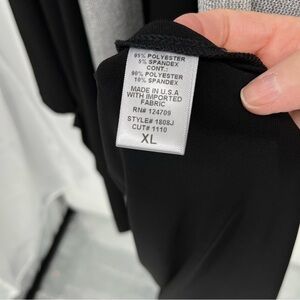 95% POLYESTER
5% SPANDEX
CONT.:
90% POLYESTER
10% SPANDEX
MADE IN U.S.A
WITH IMPORTED
FABRIC
RN# 124709
STYLE# 1808J
CUT# 1110
XL